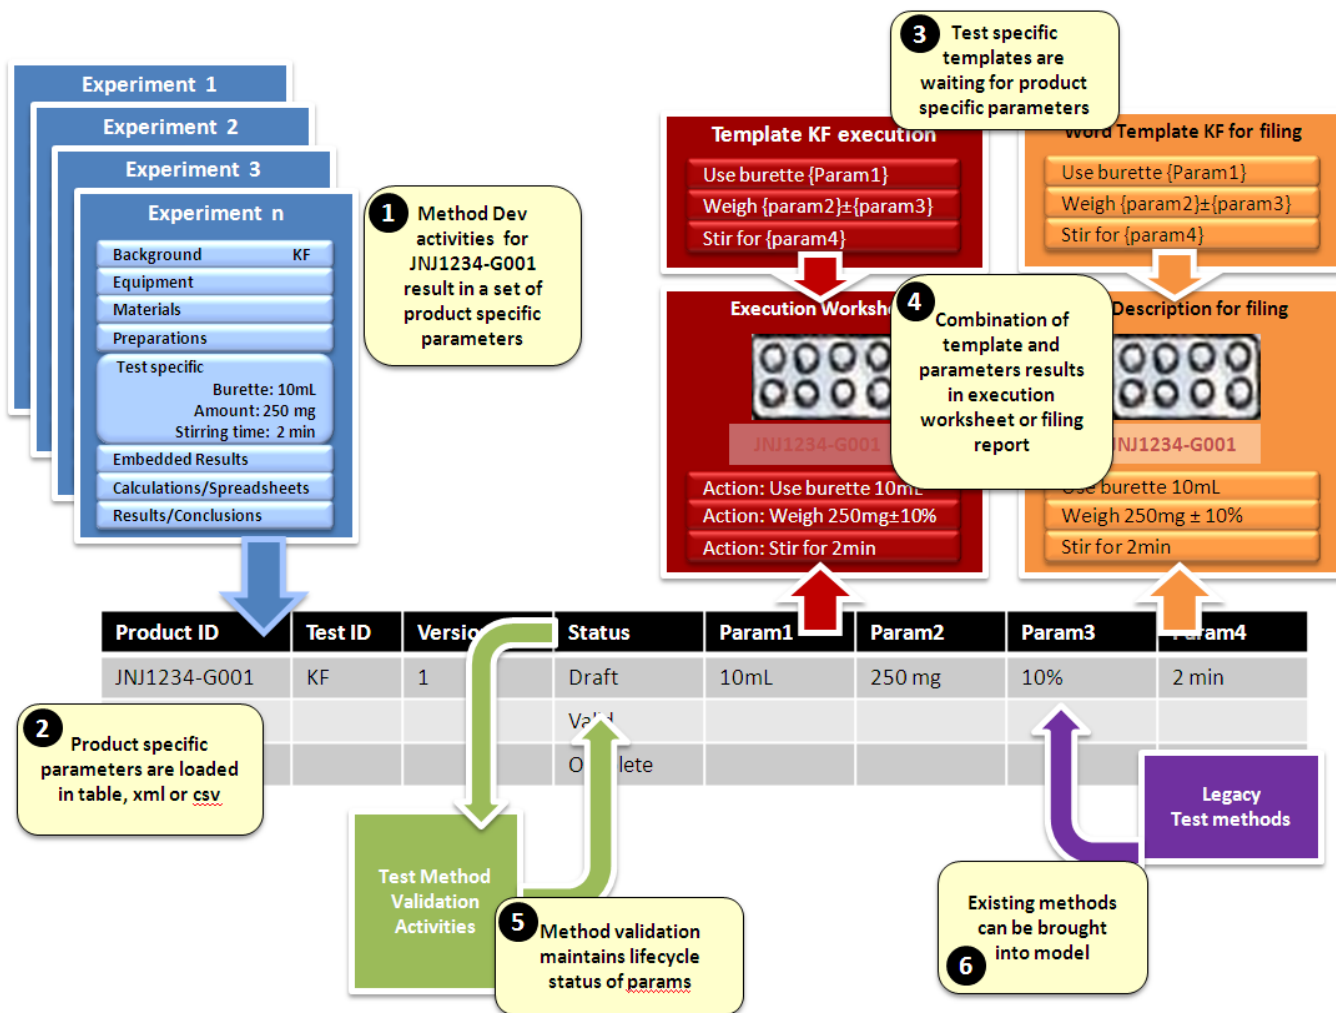 Experiment 1
Experiment 2
Experiment 3
Experiment n
Background KF
Equipment
Materials
Preparations
Test specific
Burette: 10mL
Amount: 250 mg
Stirring time: 2 min
Embedded Results
Calculations/Spreadsheets
Results/Conclusions
1
Method Dev
activities for
JNJ1234-G001
result in a set of
product specific
parameters
3
Test specific
templates are
waiting for product
specific parameters
Template KF execution
Use burette {Param1}
Weigh {param2}±{param3}
Stir for {param4}
Word Template KF for filing
Use burette {Param1}
Weigh {param2}±{param3}
Stir for {param4}
Execution Workshe
JNJ1234-G001
Action: Use burette 10mL
Action: Weigh 250mg±10%
Action: Stir for 2min
4
Combination of
template and
parameters results
in execution
worksheet or filing
report
Description for filing
JNJ1234-G001
Use burette 10mL
Weigh 250mg ± 10%
Stir for 2min
Product ID Test ID Version Status Param1 Param2 Param3 Param4
JNJ1234-G001 KF 1 Draft 10mL 250 mg 10% 2 min
Valid
Obsolete
2
Product specific
parameters are loaded
in table, xml or csv
Test Method
Validation
Activities
5
Method validation
maintains lifecycle
status of params
Legacy
Test methods
Existing methods
can be brought
into model
6